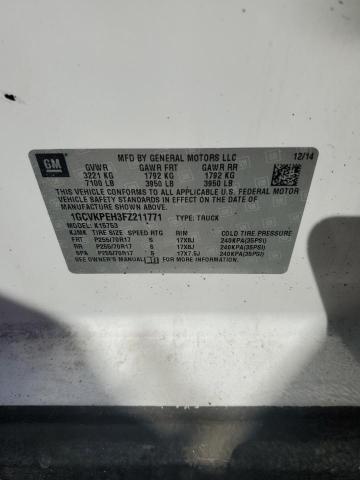 MFD BY GENERAL MOTORS LLC 12/14
GM GVWR GAWR FRT GAWR RR
3221 KG 1792 KG 1792 KG
7100 LB 3950 LB 3950 LB
THIS VEHICLE CONFORMS TO ALL APPLICABLE U.S. FEDERAL MOTOR
VEHICLE SAFETY STANDARDS IN EFFECT ON THE DATE OF
MANUFACTURE SHOWN ABOVE.
1GCVKPEH3FZ211771 TYPE: TRUCK
MODEL: K15753
KJMK TIRE SIZE SPEED RTG RIM COLD TIRE PRESSURE
FRT P255/70R17 S 17X8J 240KPA(35PSI)
RR P255/70R17 S 17X8J 240KPA(35PSI)
SPA P255/70R17 S 17X7.5J 240KPA(35PSI)
SEE OWNER MANUAL FOR MORE INFORMATION.